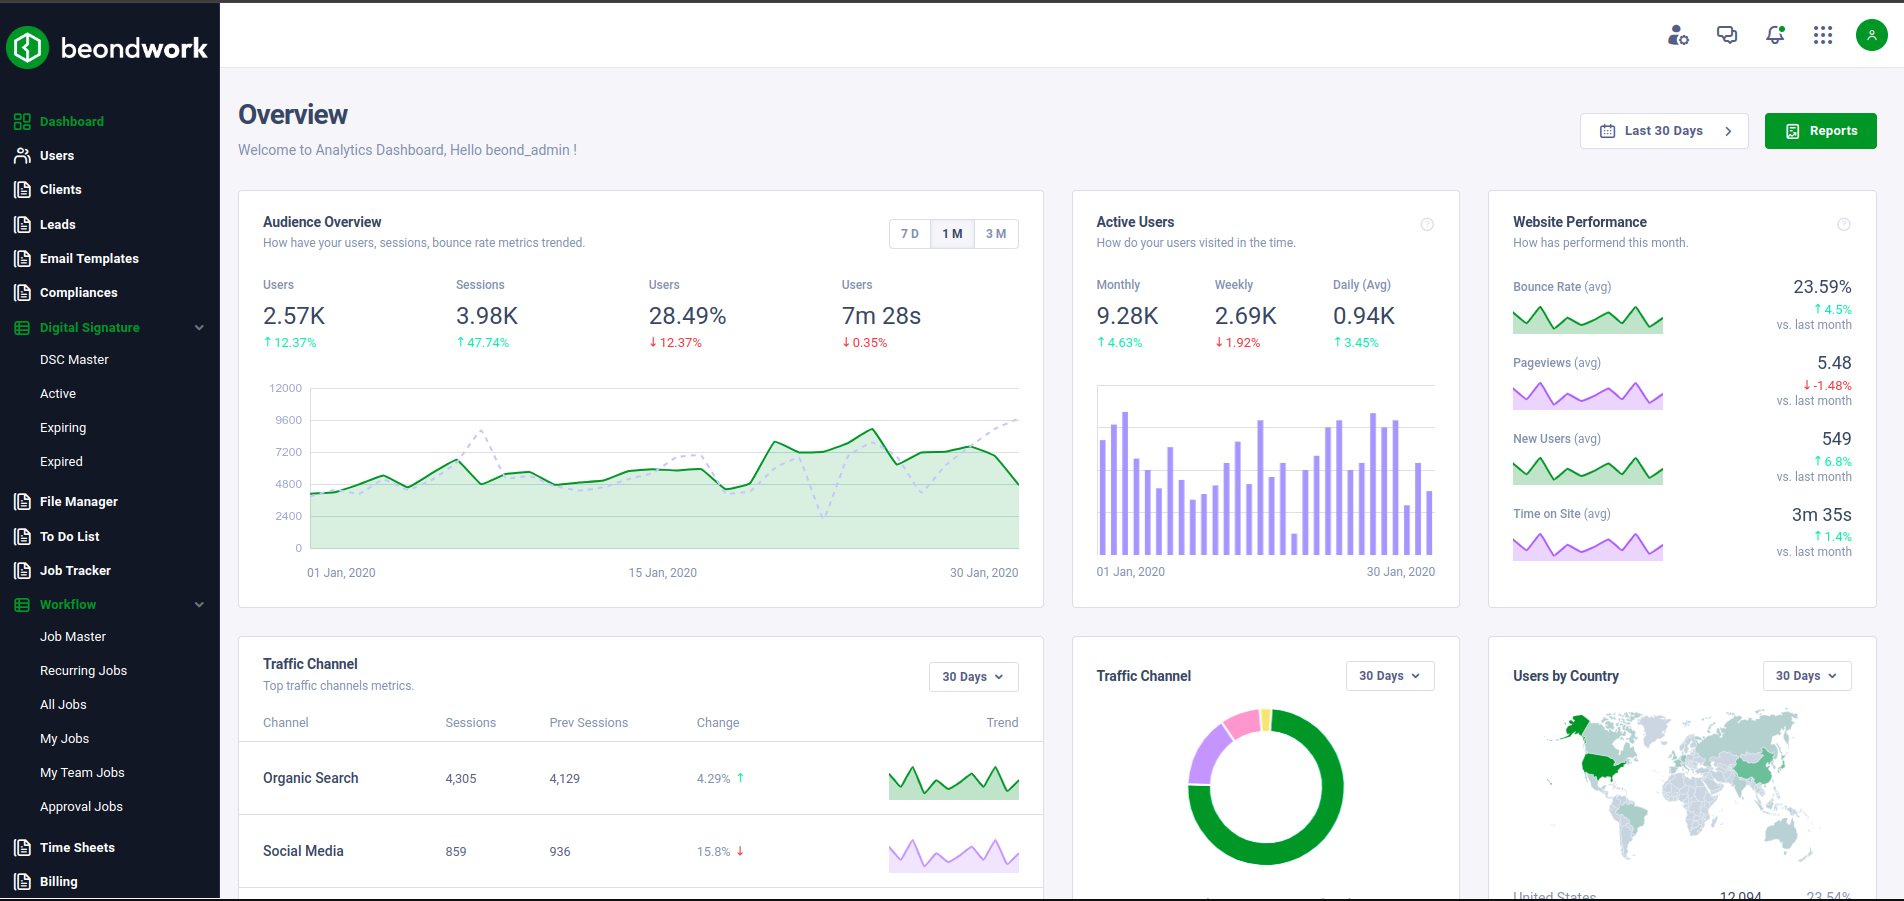 beondwork
Dashboard
Users
Clients
Leads
Email Templates
Compliances
Digital Signature
DSC Master
Active
Expiring
Expired
File Manager
To Do List
Job Tracker
Workflow
Job Master
Recurring Jobs
All Jobs
My Jobs
My Team Jobs
Approval Jobs
Time Sheets
Billing
Overview
Welcome to Analytics Dashboard, Hello beond_admin !
Last 30 Days
Reports
Audience Overview
How have your users, sessions, bounce rate metrics trended.
7 D 1 M 3 M
Users Sessions Users Users
2.57K 3.98K 28.49% 7m 28s
12.37% 47.74% 12.37% 0.35%
12000
9600
7200
4800
2400
0
01 Jan, 2020 15 Jan, 2020 30 Jan, 2020
Active Users
How do your users visited in the time.
Monthly Weekly Daily (Avg)
9.28K 2.69K 0.94K
4.63% 1.92% 3.45%
01 Jan, 2020 30 Jan, 2020
Website Performance
How has performend this month.
Bounce Rate (avg) 23.59%
4.5%
vs. last month
Pageviews (avg) 5.48
-1.48%
vs. last month
New Users (avg) 549
6.8%
vs. last month
Time on Site (avg) 3m 35s
1.4%
vs. last month
Traffic Channel
Top traffic channels metrics.
30 Days
Channel Sessions Prev Sessions Change Trend
Organic Search 4,305 4,129 4.29%
Social Media 859 936 15.8%
Traffic Channel 30 Days
Users by Country 30 Days
United States 12,094 23.54%